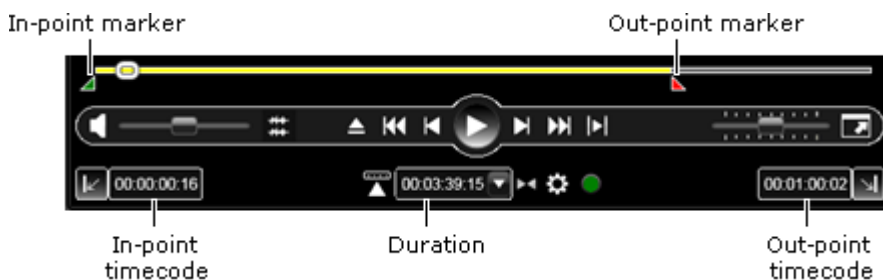 In-point marker
Out-point marker
00:00:00:16
00:03:39:15
00:01:00:02
In-point
timecode
Duration
Out-point
timecode